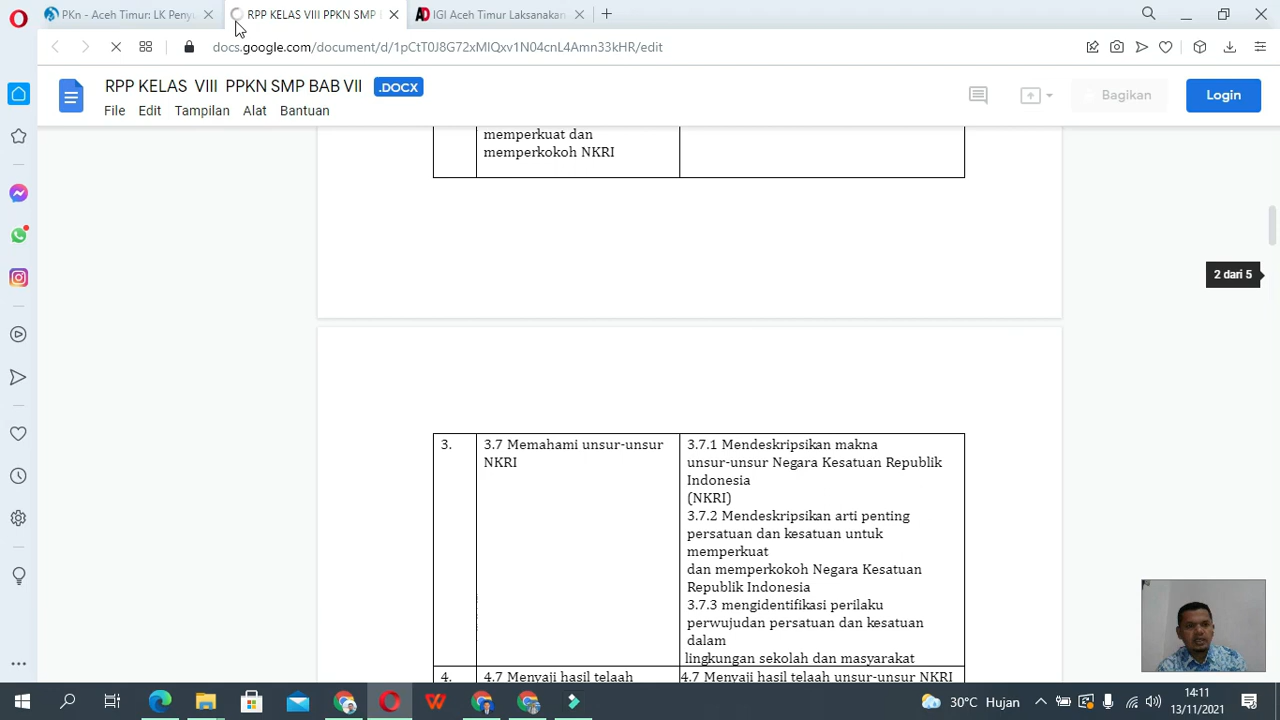 PKn - Aceh Timur: LK Penyu
RPP KELAS VIII PPKN SMP
IGI Aceh Timur Laksanakan
docs.google.com/document/d/1pCtT0J8G72xMlQxv1N04cnL4Amn33kHR/edit
RPP KELAS VIII PPKN SMP BAB VII
.DOCX
File Edit Tampilan Alat Bantuan
Bagikan
Login
memperkuat dan
memperkokoh NKRI
2 dari 5
3.
3.7 Memahami unsur-unsur
NKRI
3.7.1 Mendeskripsikan makna
unsur-unsur Negara Kesatuan Republik
Indonesia
(NKRI)
3.7.2 Mendeskripsikan arti penting
persatuan dan kesatuan untuk
memperkuat
dan memperkokoh Negara Kesatuan
Republik Indonesia
3.7.3 mengidentifikasi perilaku
perwujudan persatuan dan kesatuan
dalam
lingkungan sekolah dan masyarakat
4.
4.7 Menyaji hasil telaah
4.7 Menyaji hasil telaah unsur-unsur NKRI
30°C Hujan
14:11
13/11/2021